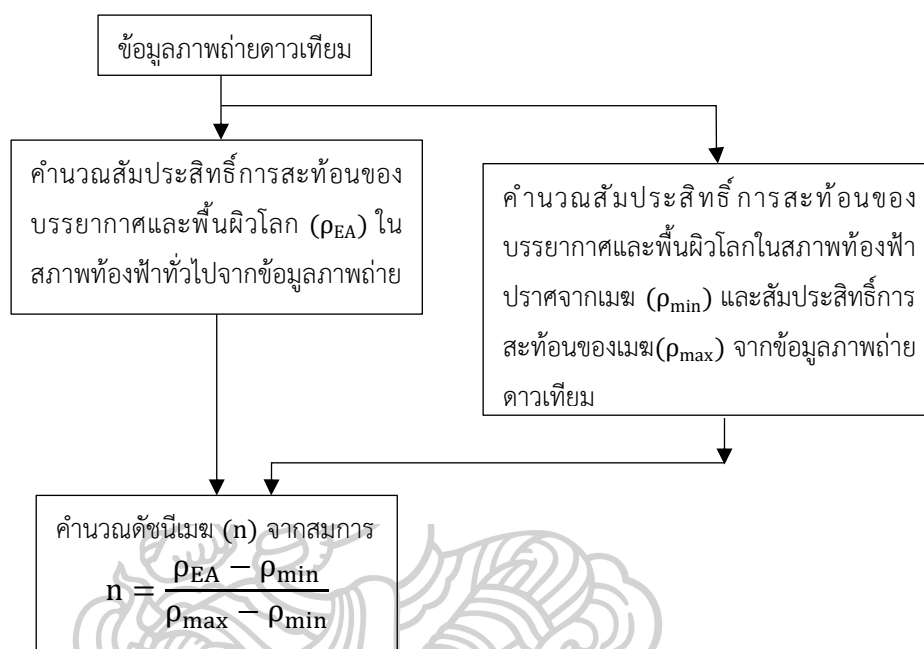 ข้อมูลภาพถ่ายดาวเทียม
คำนวณสัมประสิทธิ์การสะท้อนของ
บรรยากาศและพื้นผิวโลก (ρ_EA) ใน
สภาพท้องฟ้าทั่วไปจากข้อมูลภาพถ่าย
คำนวณสัมประสิทธิ์การสะท้อนของ
บรรยากาศและพื้นผิวโลกในสภาพท้องฟ้า
ปราศจากเมฆ (ρ_min) และสัมประสิทธิ์การ
สะท้อนของเมฆ(ρ_max) จากข้อมูลภาพถ่าย
ดาวเทียม
คำนวณดัชนีเมฆ (n) จากสมการ
n = (ρ_EA − ρ_min) / (ρ_max − ρ_min)